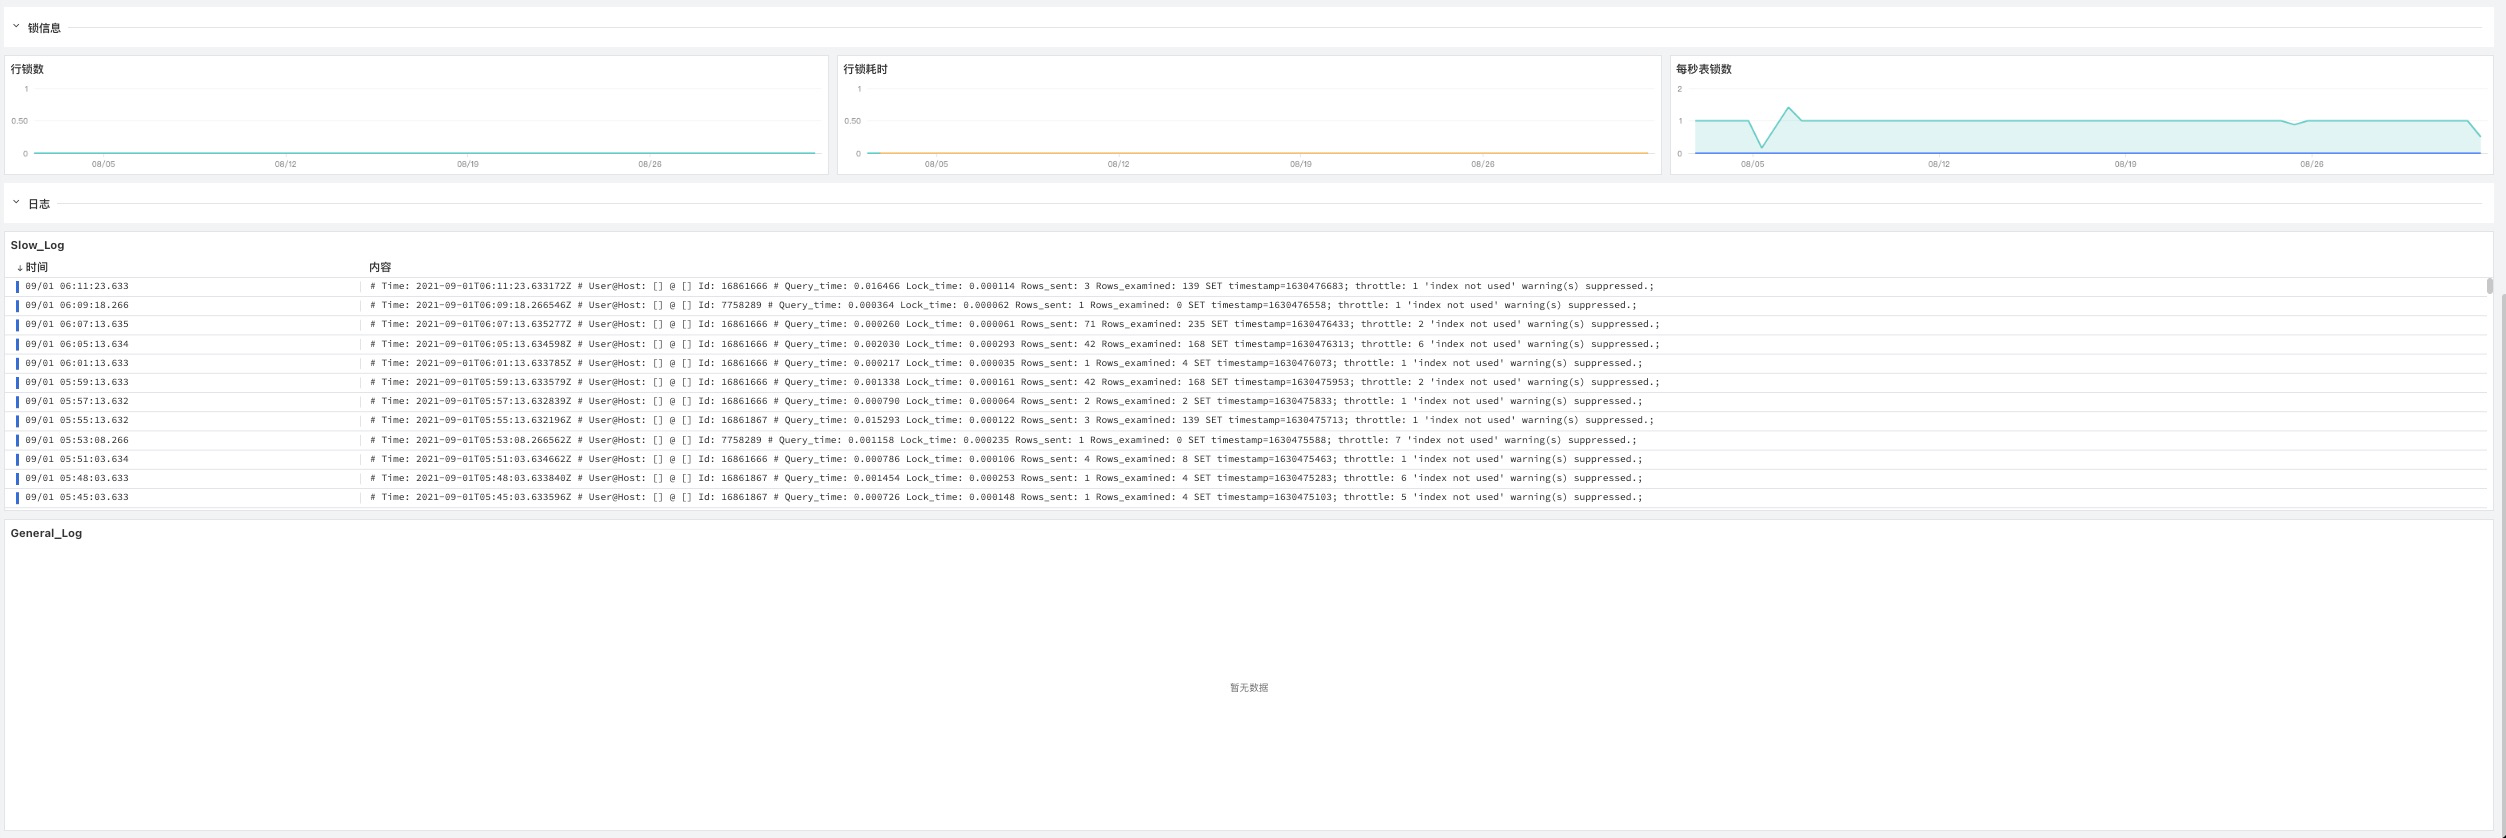 锁信息
行锁数
1
0.50
0
08/05 08/12 08/19 08/26
行锁耗时
1
0.50
0
08/05 08/12 08/19 08/26
每秒表锁数
2
1
0
08/05 08/12 08/19 08/26
日志
Slow_Log
↓ 时间 内容
09/01 06:11:23.633 # Time: 2021-09-01T06:11:23.633172Z # User@Host: [] @ [] Id: 16861666 # Query_time: 0.016466 Lock_time: 0.000114 Rows_sent: 3 Rows_examined: 139 SET timestamp=1630476683; throttle: 1 'index not used' warning(s) suppressed.;
09/01 06:09:18.266 # Time: 2021-09-01T06:09:18.266546Z # User@Host: [] @ [] Id: 7758289 # Query_time: 0.000364 Lock_time: 0.000062 Rows_sent: 1 Rows_examined: 0 SET timestamp=1630476558; throttle: 1 'index not used' warning(s) suppressed.;
09/01 06:07:13.635 # Time: 2021-09-01T06:07:13.635277Z # User@Host: [] @ [] Id: 16861666 # Query_time: 0.000260 Lock_time: 0.000061 Rows_sent: 71 Rows_examined: 235 SET timestamp=1630476433; throttle: 2 'index not used' warning(s) suppressed.;
09/01 06:05:13.634 # Time: 2021-09-01T06:05:13.634598Z # User@Host: [] @ [] Id: 16861666 # Query_time: 0.002030 Lock_time: 0.000293 Rows_sent: 42 Rows_examined: 168 SET timestamp=1630476313; throttle: 6 'index not used' warning(s) suppressed.;
09/01 06:01:13.633 # Time: 2021-09-01T06:01:13.633785Z # User@Host: [] @ [] Id: 16861666 # Query_time: 0.000217 Lock_time: 0.000035 Rows_sent: 1 Rows_examined: 4 SET timestamp=1630476073; throttle: 1 'index not used' warning(s) suppressed.;
09/01 05:59:13.633 # Time: 2021-09-01T05:59:13.633579Z # User@Host: [] @ [] Id: 16861666 # Query_time: 0.001338 Lock_time: 0.000161 Rows_sent: 42 Rows_examined: 168 SET timestamp=1630475953; throttle: 2 'index not used' warning(s) suppressed.;
09/01 05:57:13.632 # Time: 2021-09-01T05:57:13.632839Z # User@Host: [] @ [] Id: 16861666 # Query_time: 0.000790 Lock_time: 0.000064 Rows_sent: 2 Rows_examined: 2 SET timestamp=1630475833; throttle: 1 'index not used' warning(s) suppressed.;
09/01 05:55:13.632 # Time: 2021-09-01T05:55:13.632196Z # User@Host: [] @ [] Id: 16861867 # Query_time: 0.015293 Lock_time: 0.000122 Rows_sent: 3 Rows_examined: 139 SET timestamp=1630475713; throttle: 1 'index not used' warning(s) suppressed.;
09/01 05:53:08.266 # Time: 2021-09-01T05:53:08.266562Z # User@Host: [] @ [] Id: 7758289 # Query_time: 0.001158 Lock_time: 0.000235 Rows_sent: 1 Rows_examined: 0 SET timestamp=1630475588; throttle: 7 'index not used' warning(s) suppressed.;
09/01 05:51:03.634 # Time: 2021-09-01T05:51:03.634662Z # User@Host: [] @ [] Id: 16861666 # Query_time: 0.000786 Lock_time: 0.000106 Rows_sent: 4 Rows_examined: 8 SET timestamp=1630475463; throttle: 1 'index not used' warning(s) suppressed.;
09/01 05:48:03.633 # Time: 2021-09-01T05:48:03.633840Z # User@Host: [] @ [] Id: 16861867 # Query_time: 0.001454 Lock_time: 0.000253 Rows_sent: 1 Rows_examined: 4 SET timestamp=1630475283; throttle: 6 'index not used' warning(s) suppressed.;
09/01 05:45:03.633 # Time: 2021-09-01T05:45:03.633596Z # User@Host: [] @ [] Id: 16861867 # Query_time: 0.000726 Lock_time: 0.000148 Rows_sent: 1 Rows_examined: 4 SET timestamp=1630475103; throttle: 5 'index not used' warning(s) suppressed.;
General_Log
暂无数据